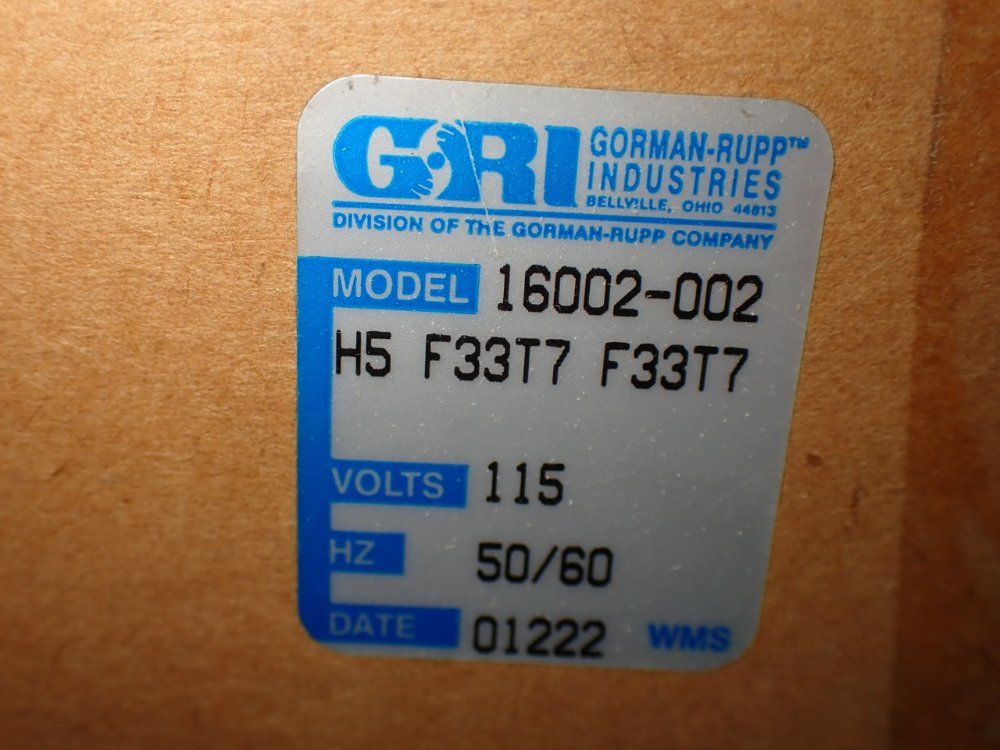 GRI GORMAN-RUPP™
INDUSTRIES
BELLVILLE, OHIO 44813
DIVISION OF THE GORMAN-RUPP COMPANY
MODEL 16002-002
H5 F33T7 F33T7
VOLTS 115
HZ 50/60
DATE 01222 WMS